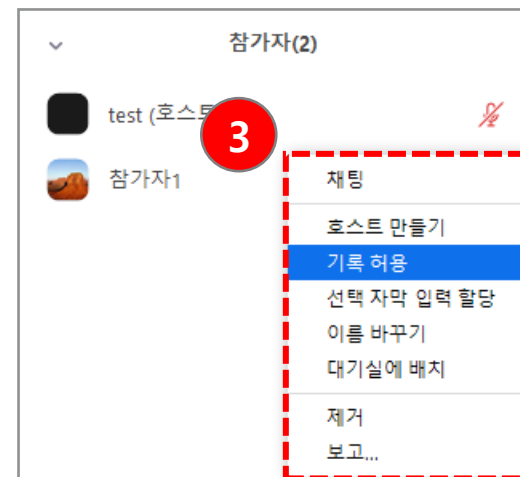 참가자(2)
test (호스트
3
참가자1
채팅
호스트 만들기
기록 허용
선택 자막 입력 할당
이름 바꾸기
대기실에 배치
제거
보고...